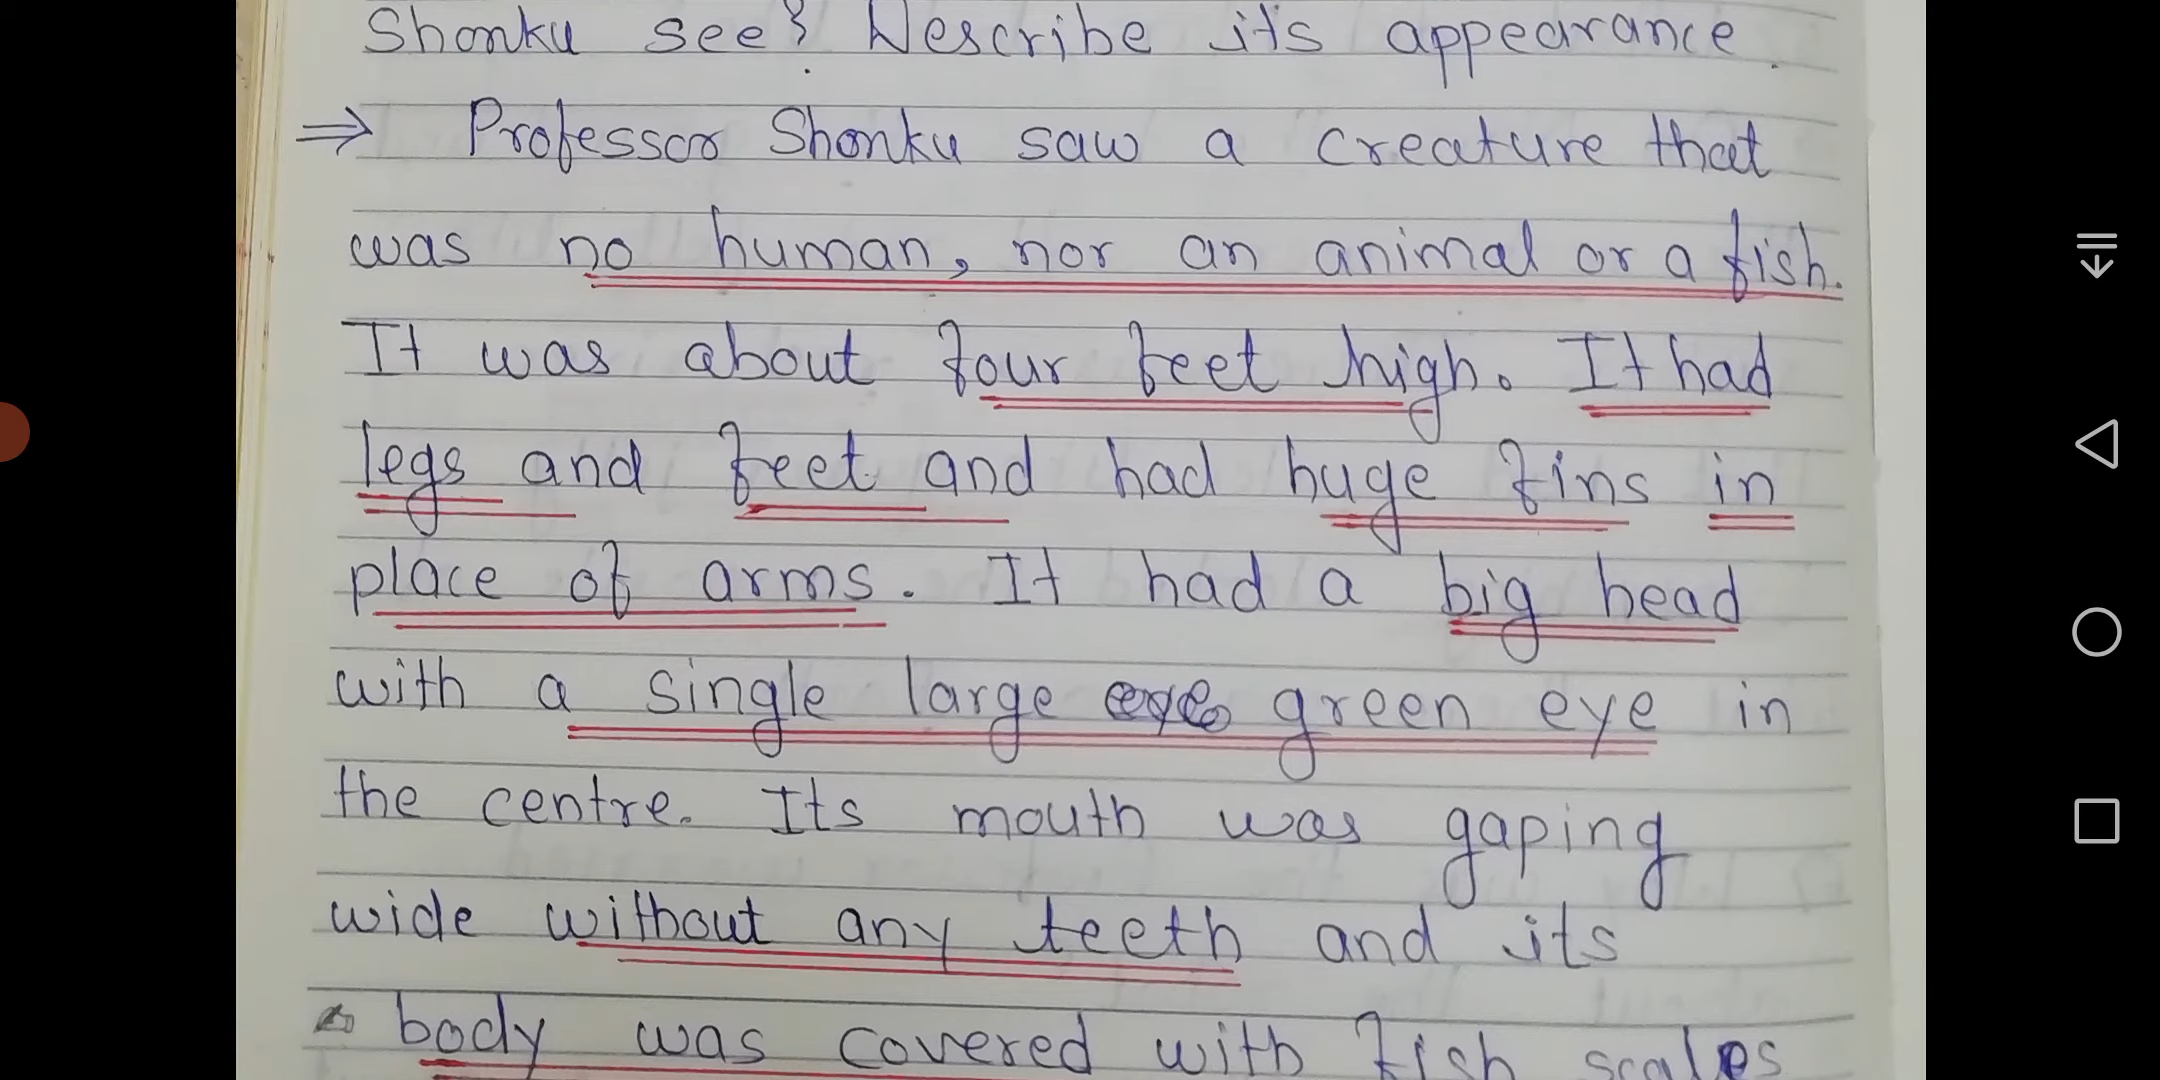 Shonku see? Describe its appearance.
⇒ Professor Shonku saw a creature that
was no human, nor an animal or a fish.
It was about four feet high. It had
legs and feet and had huge fins in
place of arms. It had a big head
with a single large eye green eye in
the centre. Its mouth was gaping
wide without any teeth and its
body was covered with fish scales